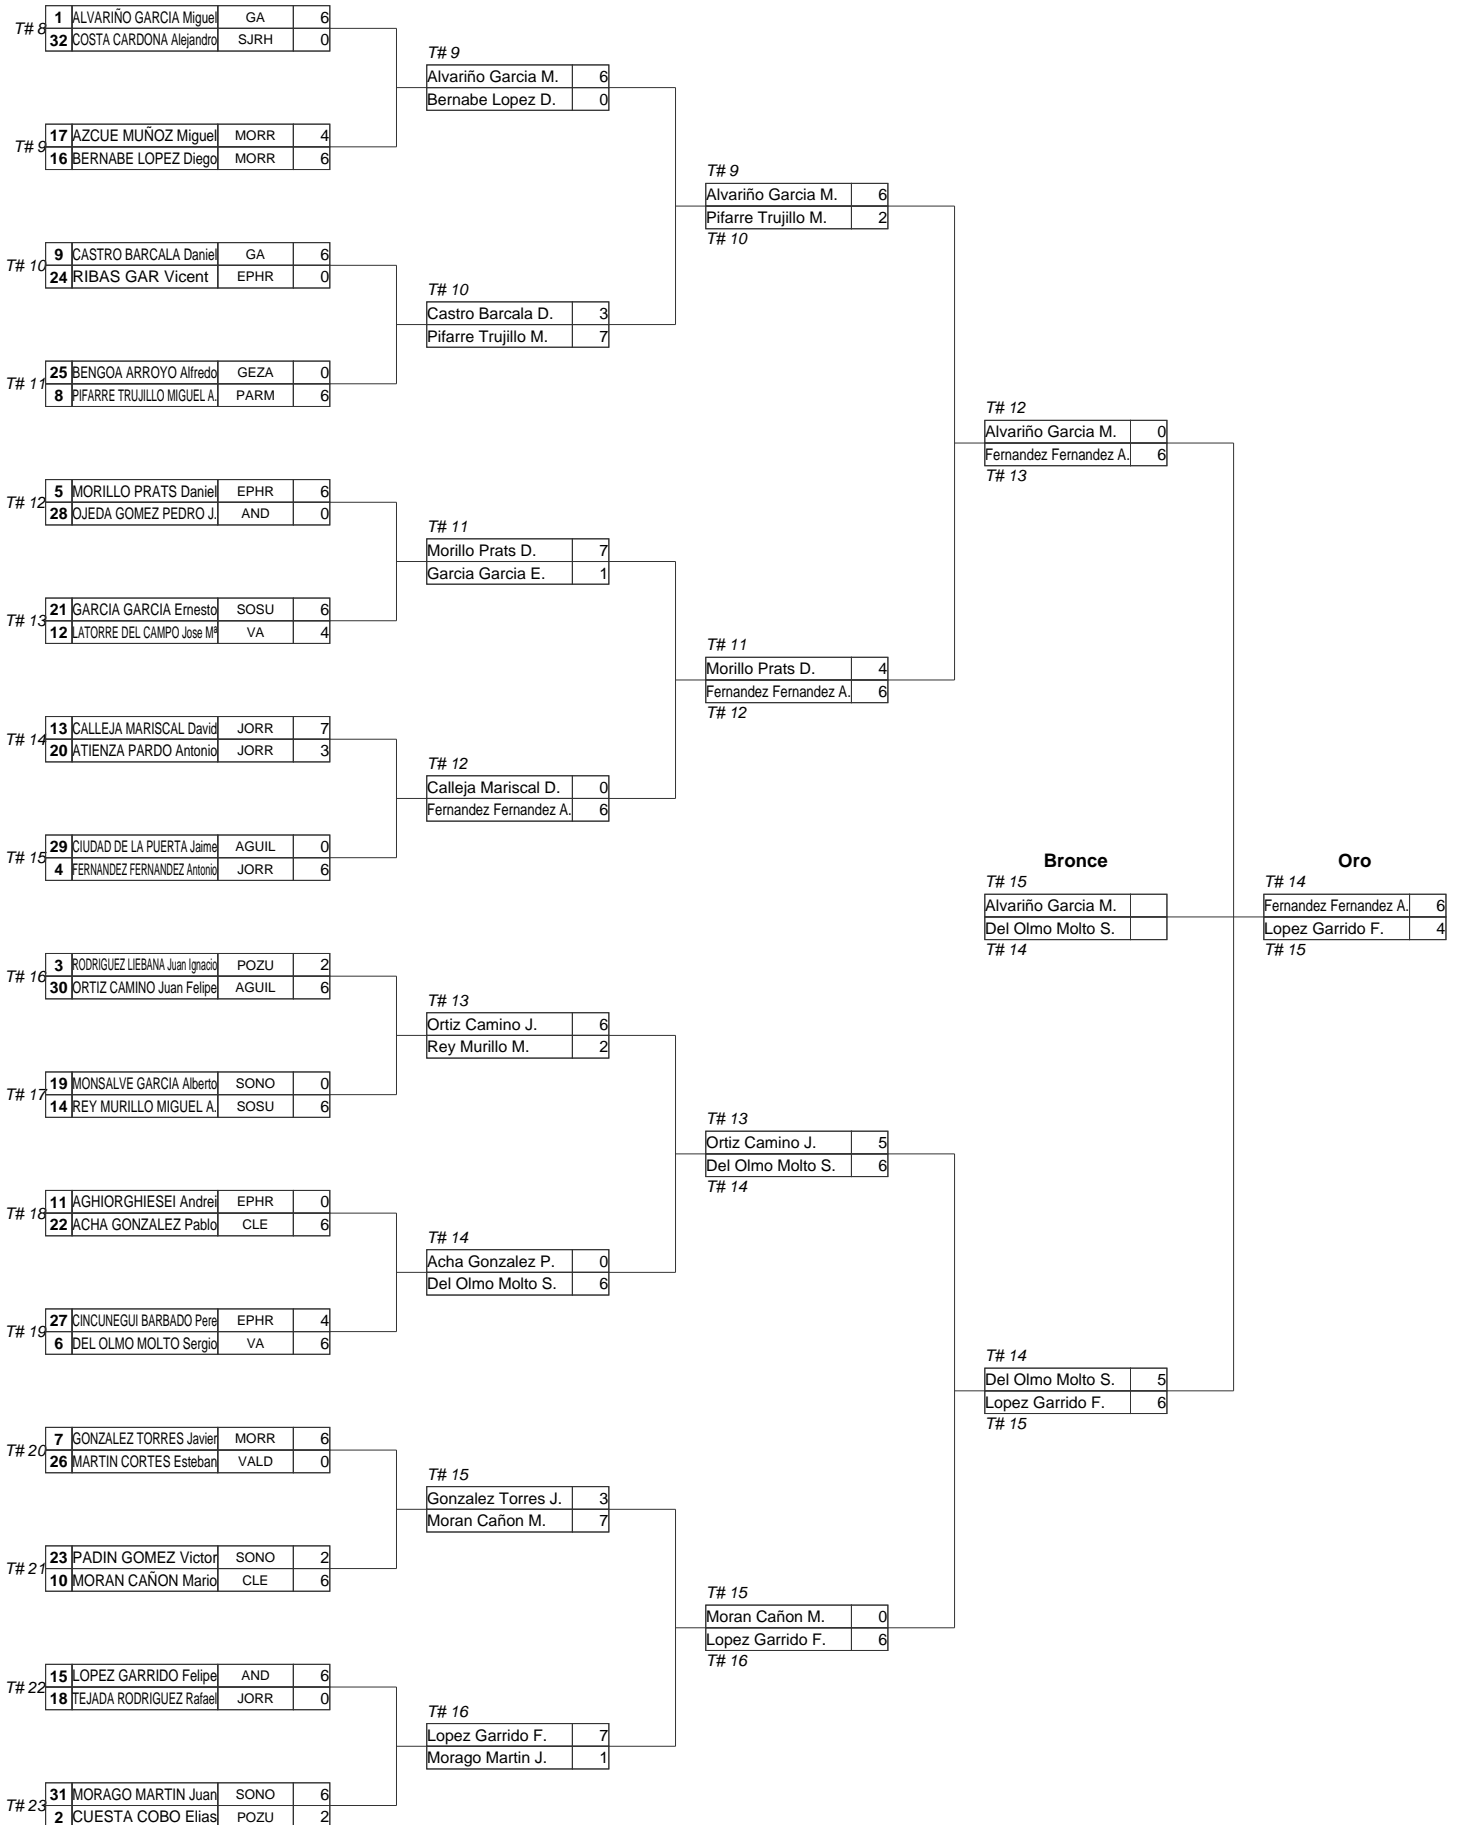 T# 8
1 ALVARIÑO GARCIA Miguel GA 6
32 COSTA CARDONA Alejandro SJRH 0
T# 9
17 AZCUE MUÑOZ Miguel MORR 4
16 BERNABE LOPEZ Diego MORR 6
T# 10
9 CASTRO BARCALA Daniel GA 6
24 RIBAS GAR Vicent EPHR 0
T# 11
25 BENGOA ARROYO Alfredo GEZA 0
8 PIFARRE TRUJILLO MIGUEL A. PARM 6
T# 12
5 MORILLO PRATS Daniel EPHR 6
28 OJEDA GOMEZ PEDRO J. AND 0
T# 13
21 GARCIA GARCIA Ernesto SOSU 6
12 LATORRE DEL CAMPO Jose Mª VA 4
T# 14
13 CALLEJA MARISCAL David JORR 7
20 ATIENZA PARDO Antonio JORR 3
T# 15
29 CIUDAD DE LA PUERTA Jaime AGUIL 0
4 FERNANDEZ FERNANDEZ Antonio JORR 6
T# 16
3 RODRIGUEZ LIEBANA Juan Ignacio POZU 2
30 ORTIZ CAMINO Juan Felipe AGUIL 6
T# 17
19 MONSALVE GARCIA Alberto SONO 0
14 REY MURILLO MIGUEL A. SOSU 6
T# 18
11 AGHIORGHIESEI Andrei EPHR 0
22 ACHA GONZALEZ Pablo CLE 6
T# 19
27 CINCUNEGUI BARBADO Pere EPHR 4
6 DEL OLMO MOLTO Sergio VA 6
T# 20
7 GONZALEZ TORRES Javier MORR 6
26 MARTIN CORTES Esteban VALD 0
T# 21
23 PADIN GOMEZ Victor SONO 2
10 MORAN CAÑON Mario CLE 6
T# 22
15 LOPEZ GARRIDO Felipe AND 6
18 TEJADA RODRIGUEZ Rafael JORR 0
T# 23
31 MORAGO MARTIN Juan SONO 6
2 CUESTA COBO Elias POZU 2
T# 9
Alvariño Garcia M. 6
Bernabe Lopez D. 0
T# 10
Castro Barcala D. 3
Pifarre Trujillo M. 7
T# 11
Morillo Prats D. 7
Garcia Garcia E. 1
T# 12
Calleja Mariscal D. 0
Fernandez Fernandez A. 6
T# 13
Ortiz Camino J. 6
Rey Murillo M. 2
T# 14
Acha Gonzalez P. 0
Del Olmo Molto S. 6
T# 15
Gonzalez Torres J. 3
Moran Cañon M. 7
T# 16
Lopez Garrido F. 7
Morago Martin J. 1
T# 9
Alvariño Garcia M. 6
Pifarre Trujillo M. 2
T# 10
T# 11
Morillo Prats D. 4
Fernandez Fernandez A. 6
T# 12
T# 13
Ortiz Camino J. 5
Del Olmo Molto S. 6
T# 14
T# 15
Moran Cañon M. 0
Lopez Garrido F. 6
T# 16
T# 12
Alvariño Garcia M. 0
Fernandez Fernandez A. 6
T# 13
Bronce
T# 15
Alvariño Garcia M.
Del Olmo Molto S.
T# 14
T# 14
Del Olmo Molto S. 5
Lopez Garrido F. 6
T# 15
Oro
T# 14
Fernandez Fernandez A. 6
Lopez Garrido F. 4
T# 15